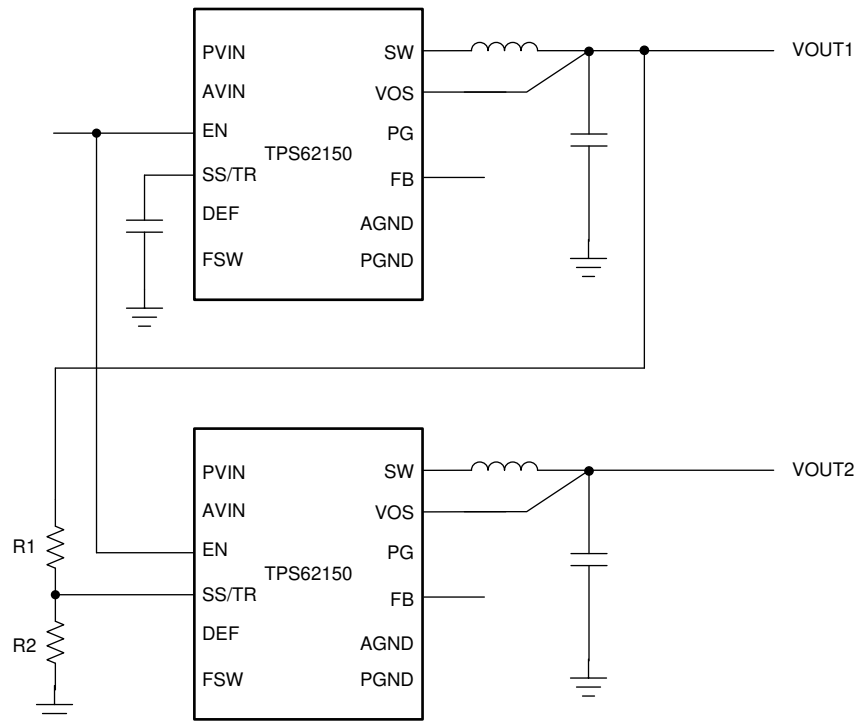 PVIN
SW
VOUT1
AVIN
VOS
EN
PG
TPS62150
SS/TR
FB
DEF
AGND
FSW
PGND
PVIN
SW
VOUT2
AVIN
VOS
R1
EN
PG
TPS62150
SS/TR
FB
R2
DEF
AGND
FSW
PGND